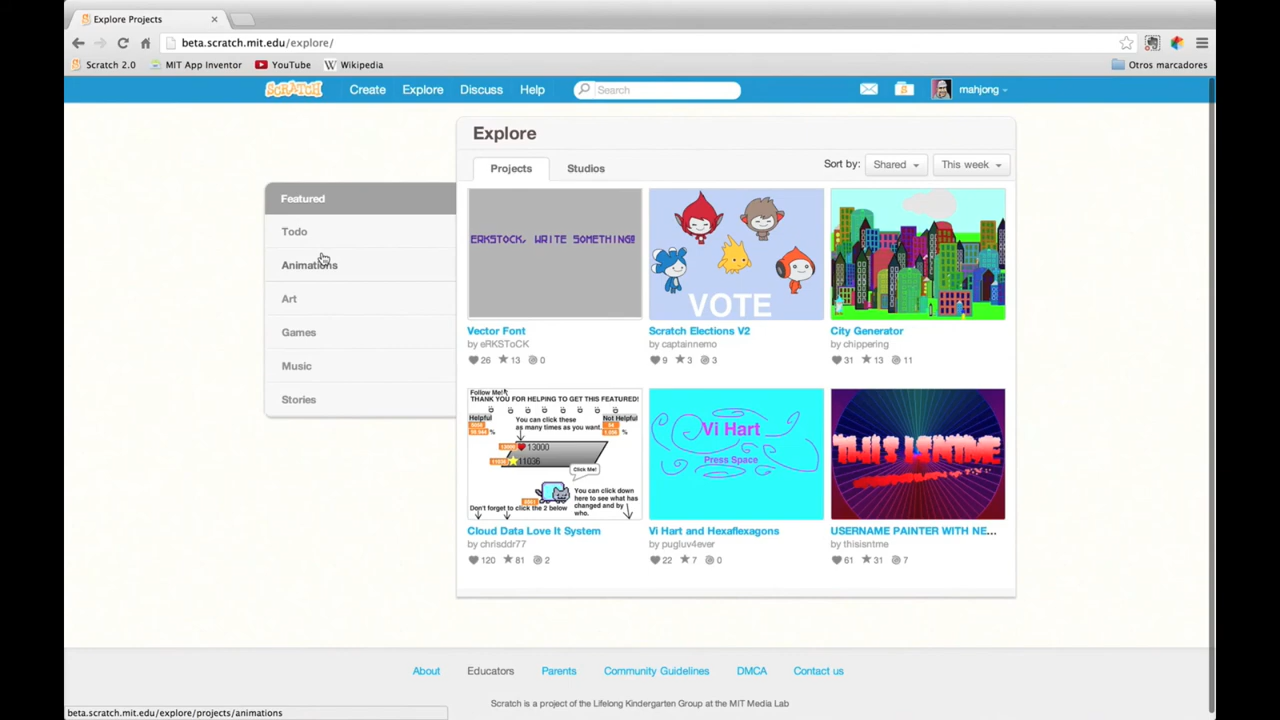 Explore Projects
beta.scratch.mit.edu/explore/
Scratch 2.0 MIT App Inventor YouTube Wikipedia Otros marcadores
SCRATCH Create Explore Discuss Help Search mahjong
Explore
Projects Studios Sort by: Shared This week
Featured
Todo
Animations
Art
Games
Music
Stories
ERKSTOCK, WRITE SOMETHING!
VOTE
Vector Font
by eRKSToCK
26 13 0
Scratch Elections V2
by captainnemo
9 3 3
City Generator
by chippering
31 13 11
Follow Me!
THANK YOU FOR HELPING TO GET THIS FEATURED!
Helpful
Not Helpful
You can click these
as many times as you want.
13000
11036
Click Me!
You can click down
here to see what has
changed and by
who.
Don't forget to click the 2 below
Vi Hart
Press Space
THIS ISNTME
Cloud Data Love It System
by chrisddr77
120 81 2
Vi Hart and Hexaflexagons
by pugluv4ever
22 7 0
USERNAME PAINTER WITH NE...
by thisisntme
61 31 7
About Educators Parents Community Guidelines DMCA Contact us
Scratch is a project of the Lifelong Kindergarten Group at the MIT Media Lab
beta.scratch.mit.edu/explore/projects/animations